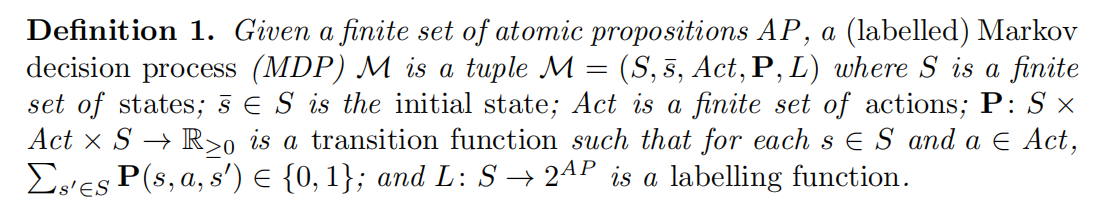 Definition 1. Given a finite set of atomic propositions AP, a (labelled) Markov
decision process (MDP) ℳ is a tuple ℳ = (S, s̄, Act, P, L) where S is a finite
set of states; s̄ ∈ S is the initial state; Act is a finite set of actions; P: S ×
Act × S → ℝ≥0 is a transition function such that for each s ∈ S and a ∈ Act,
∑s′∈S P(s, a, s′) ∈ {0, 1}; and L: S → 2^AP is a labelling function.